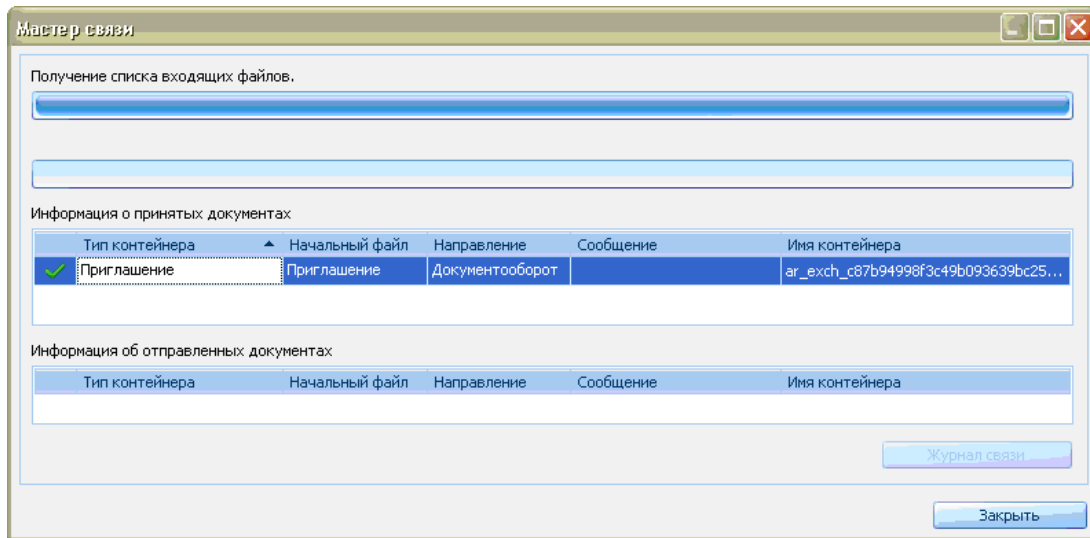 Мастер связи
Получение списка входящих файлов.
Информация о принятых документах
Тип контейнера Начальный файл Направление Сообщение Имя контейнера
Приглашение Приглашение Документооборот ar_exch_c87b94998f3c49b093639bc25...
Информация об отправленных документах
Тип контейнера Начальный файл Направление Сообщение Имя контейнера
Журнал связи
Закрыть